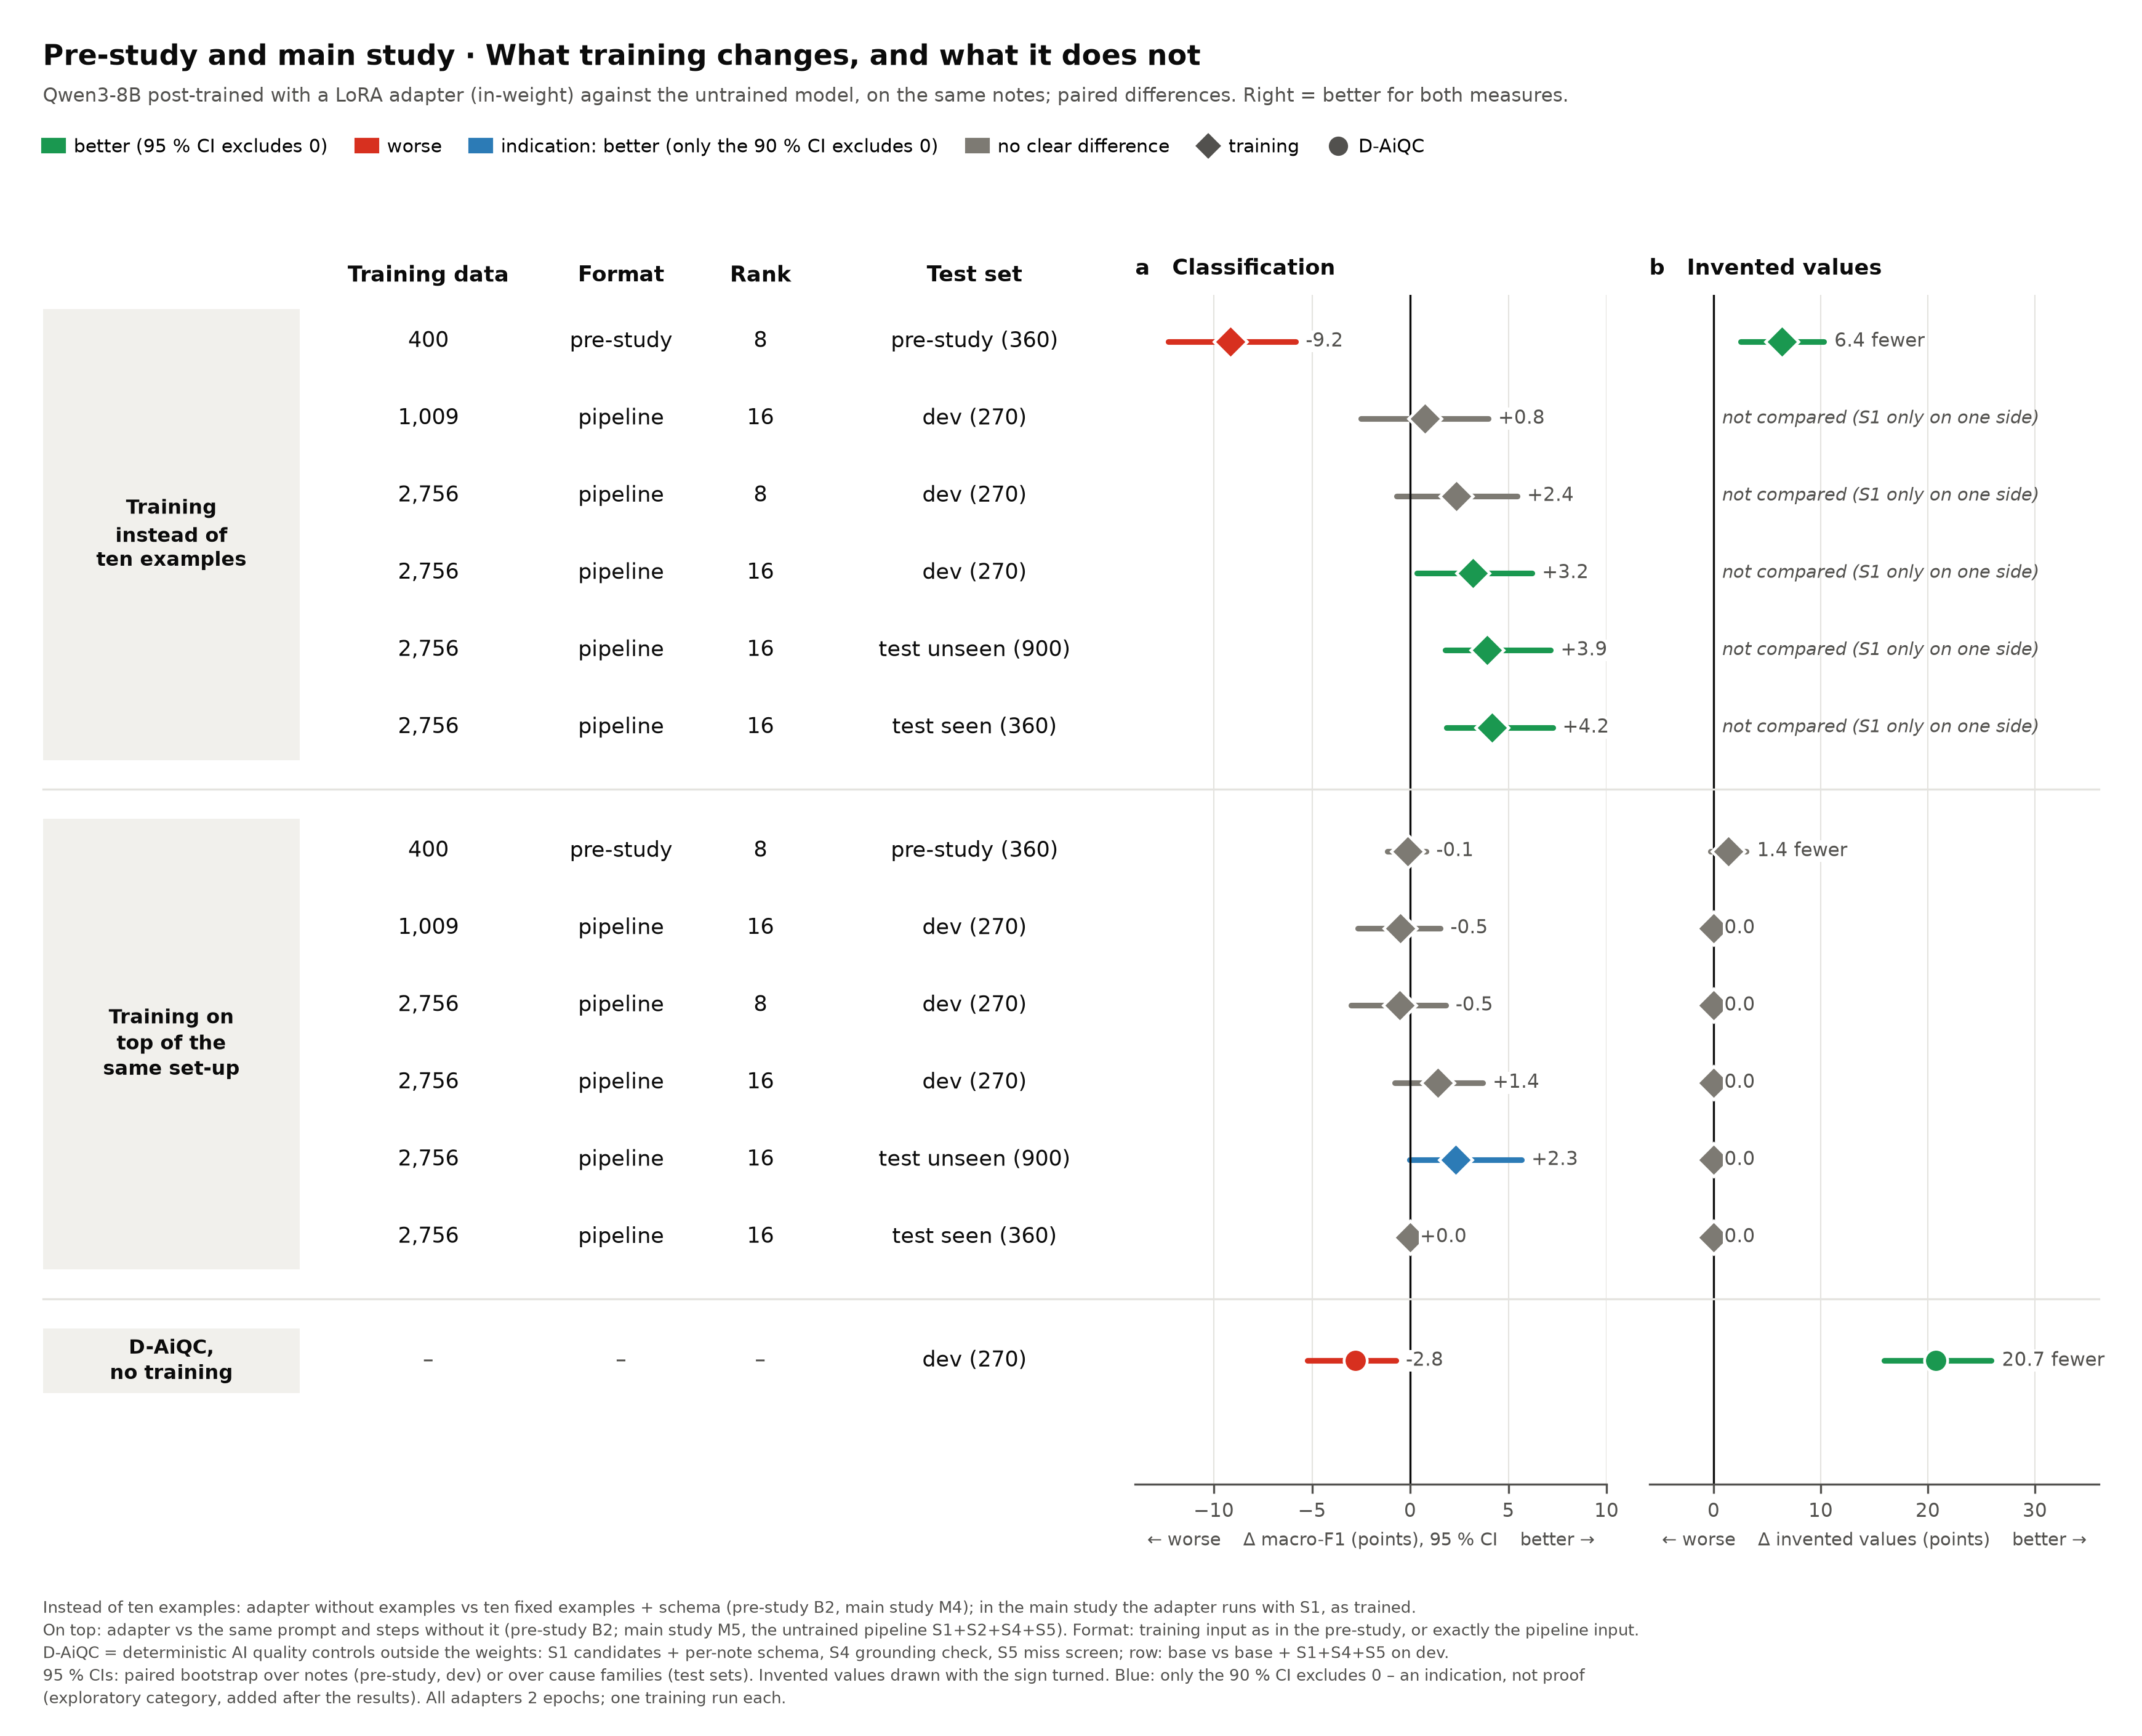 Pre-study and main study · What training changes, and what it does not
Qwen3-8B post-trained with a LoRA adapter (in-weight) against the untrained model, on the same notes; paired differences. Right = better for both measures.
better (95 % CI excludes 0) worse indication: better (only the 90 % CI excludes 0) no clear difference training D-AiQC
Training data Format Rank Test set a Classification b Invented values
400 pre-study 8 pre-study (360) -9.2 6.4 fewer
1,009 pipeline 16 dev (270) +0.8 not compared (S1 only on one side)
2,756 pipeline 8 dev (270) +2.4 not compared (S1 only on one side)
Training
instead of
ten examples
2,756 pipeline 16 dev (270) +3.2 not compared (S1 only on one side)
2,756 pipeline 16 test unseen (900) +3.9 not compared (S1 only on one side)
2,756 pipeline 16 test seen (360) +4.2 not compared (S1 only on one side)
400 pre-study 8 pre-study (360) -0.1 1.4 fewer
1,009 pipeline 16 dev (270) -0.5 0.0
2,756 pipeline 8 dev (270) -0.5 0.0
Training on
top of the
same set-up
2,756 pipeline 16 dev (270) +1.4 0.0
2,756 pipeline 16 test unseen (900) +2.3 0.0
2,756 pipeline 16 test seen (360) +0.0 0.0
D-AiQC,
no training
– – – dev (270) -2.8 20.7 fewer
−10 −5 0 5 10 0 10 20 30
← worse Δ macro-F1 (points), 95 % CI better → ← worse Δ invented values (points) better →
Instead of ten examples: adapter without examples vs ten fixed examples + schema (pre-study B2, main study M4); in the main study the adapter runs with S1, as trained.
On top: adapter vs the same prompt and steps without it (pre-study B2; main study M5, the untrained pipeline S1+S2+S4+S5). Format: training input as in the pre-study, or exactly the pipeline input.
D-AiQC = deterministic AI quality controls outside the weights: S1 candidates + per-note schema, S4 grounding check, S5 miss screen; row: base vs base + S1+S4+S5 on dev.
95 % CIs: paired bootstrap over notes (pre-study, dev) or over cause families (test sets). Invented values drawn with the sign turned. Blue: only the 90 % CI excludes 0 – an indication, not proof
(exploratory category, added after the results). All adapters 2 epochs; one training run each.